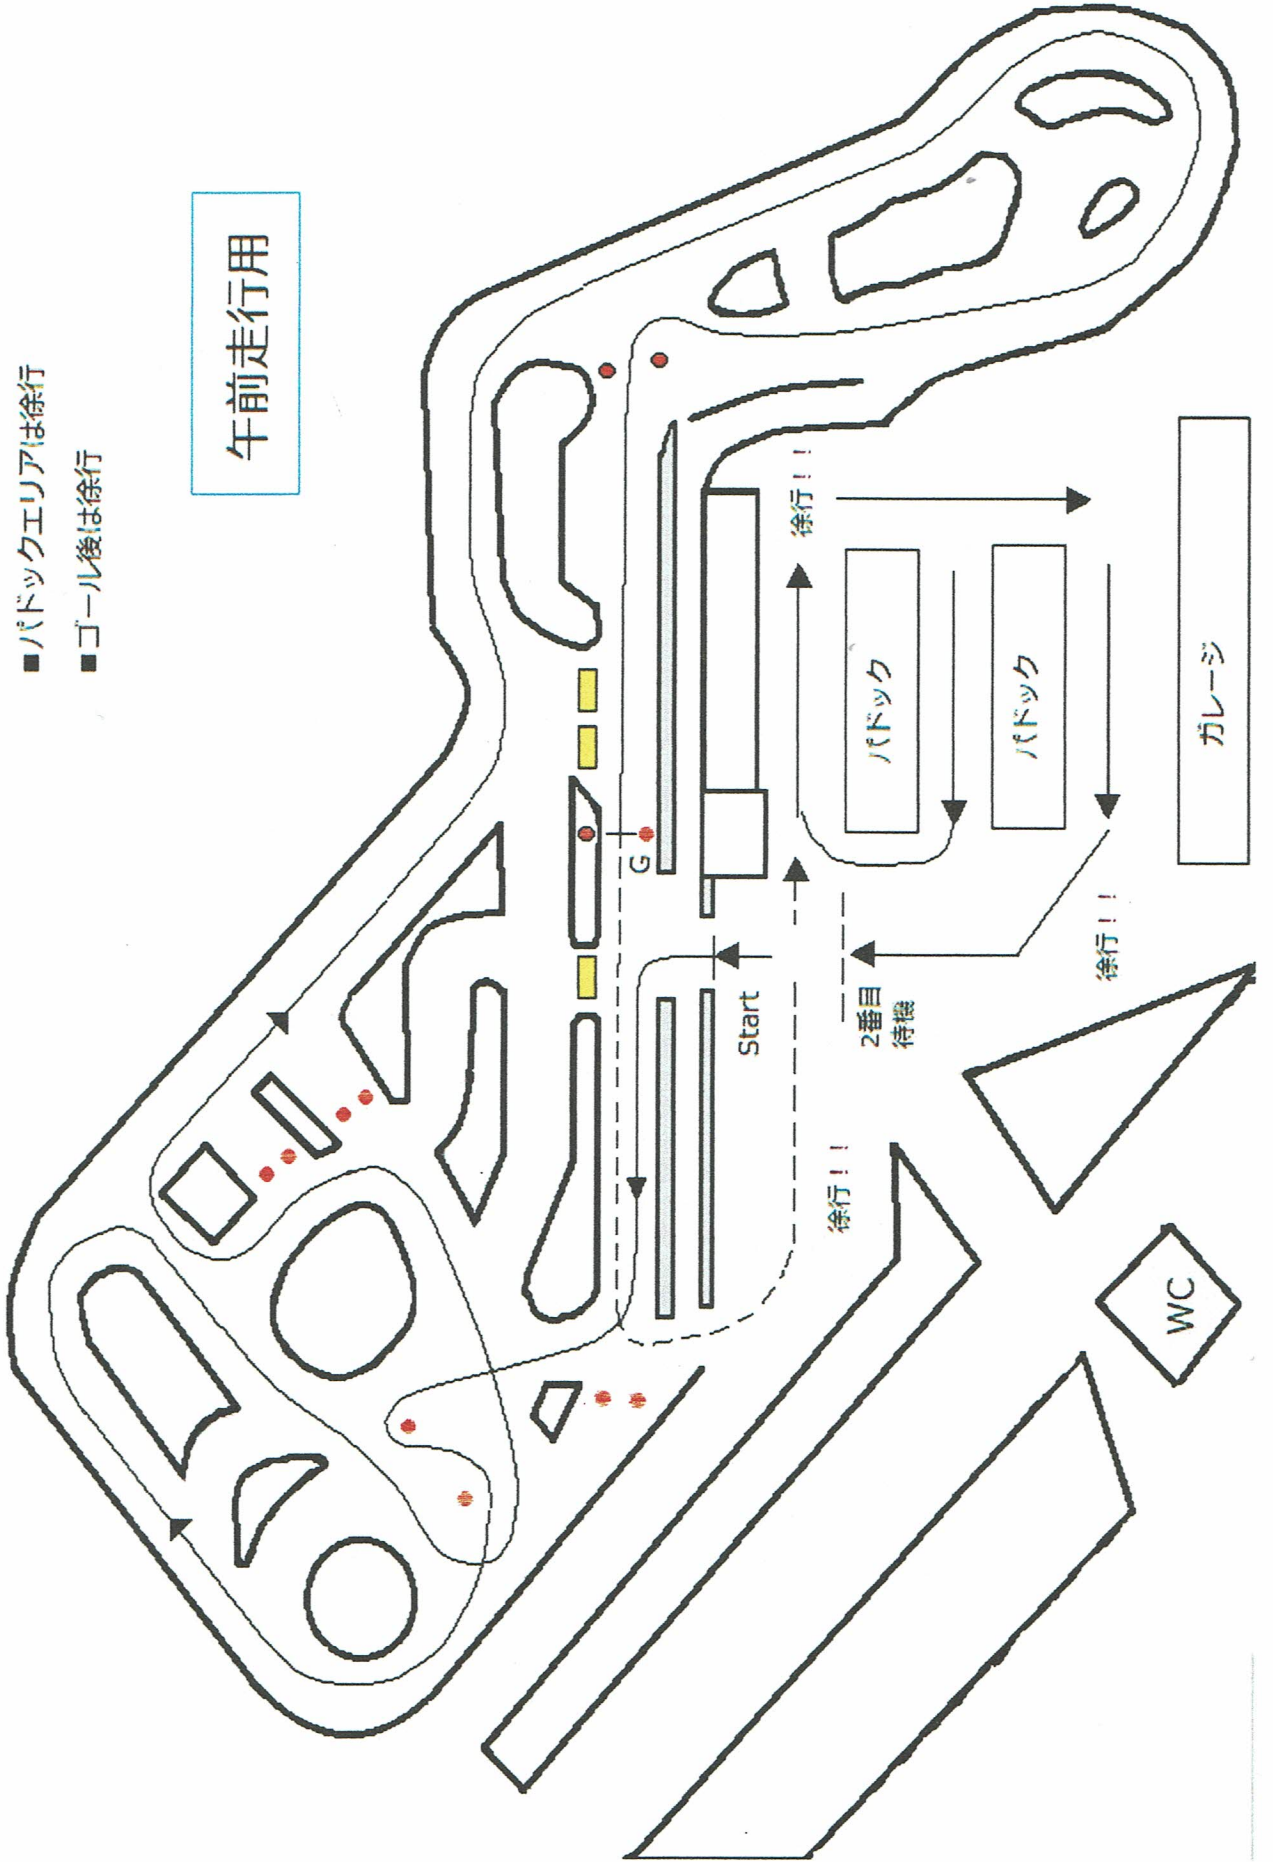 ■パドックエリアは徐行
■ゴール後は徐行
午前走行用
徐行！！
パドック
パドック
ガレージ
G
Start
2番目
待機
徐行！！
徐行！！
WC